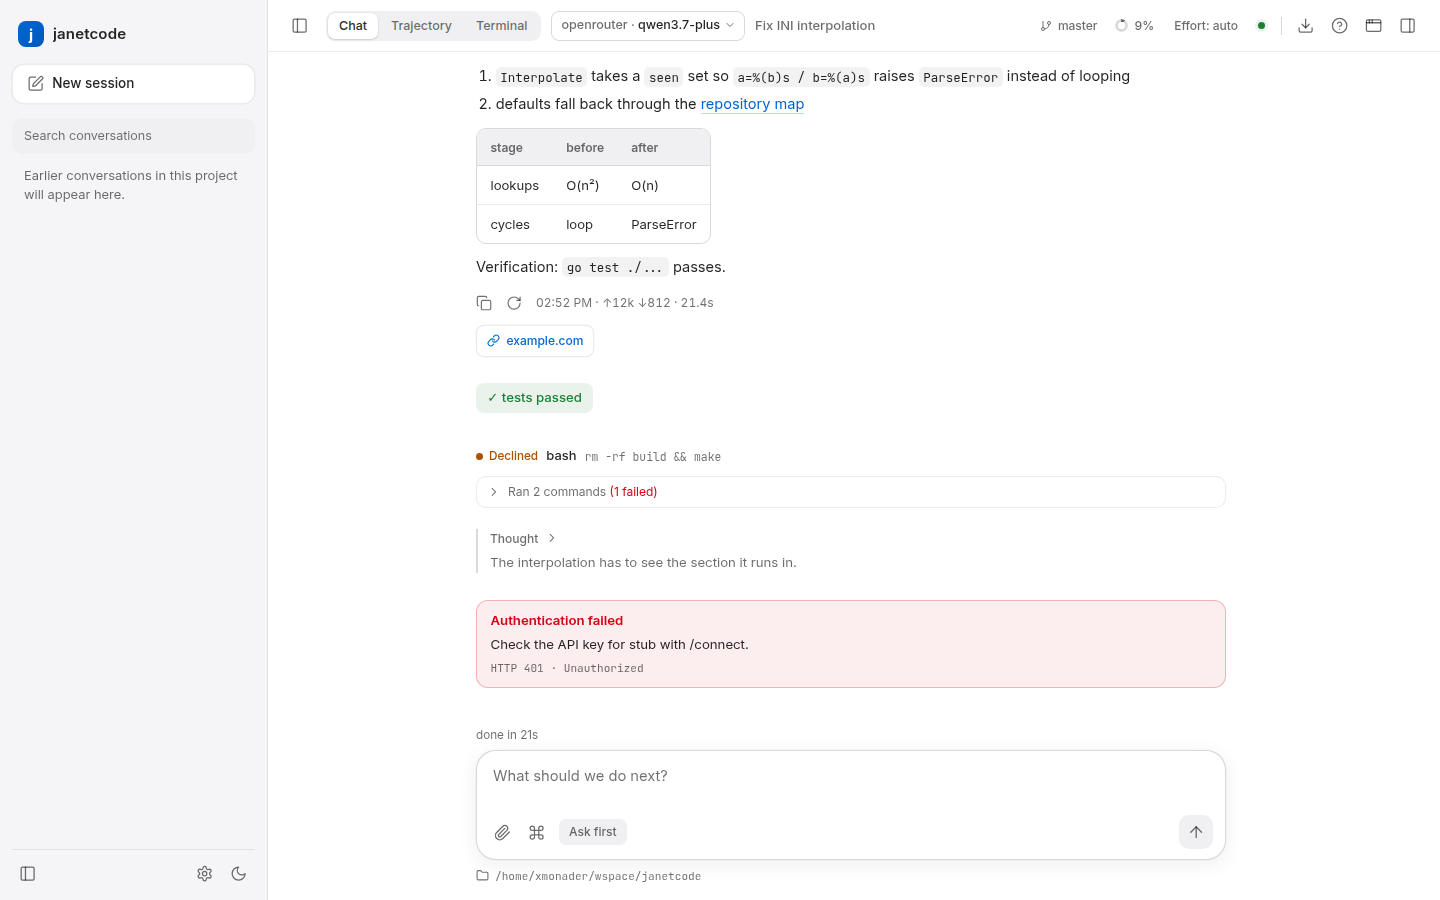 j janetcode
New session
Search conversations
Earlier conversations in this project
will appear here.
Chat Trajectory Terminal openrouter · qwen3.7-plus Fix INI interpolation master 9% Effort: auto
1. Interpolate takes a seen set so a=%(b)s / b=%(a)s raises ParseError instead of looping
2. defaults fall back through the repository map
stage before after
lookups O(n²) O(n)
cycles loop ParseError
Verification: go test ./... passes.
02:52 PM · ↑12k ↓812 · 21.4s
example.com
✓ tests passed
Declined bash rm -rf build && make
Ran 2 commands (1 failed)
Thought
The interpolation has to see the section it runs in.
Authentication failed
Check the API key for stub with /connect.
HTTP 401 · Unauthorized
done in 21s
What should we do next?
Ask first
/home/xmonader/wspace/janetcode